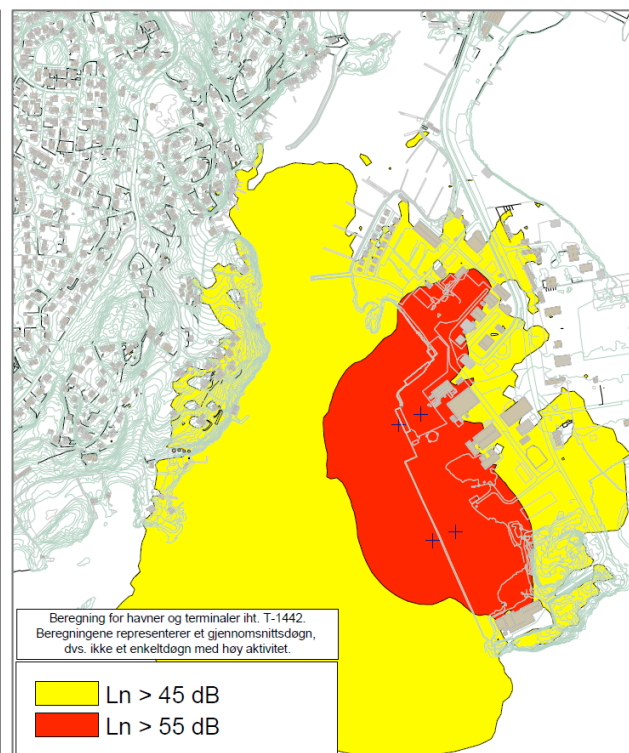 Beregning for havner og terminaler iht. T-1442.
Beregningene representerer et gjennomsnittsdøgn,
dvs. ikke et enkeltdøgn med høy aktivitet.
Ln > 45 dB
Ln > 55 dB